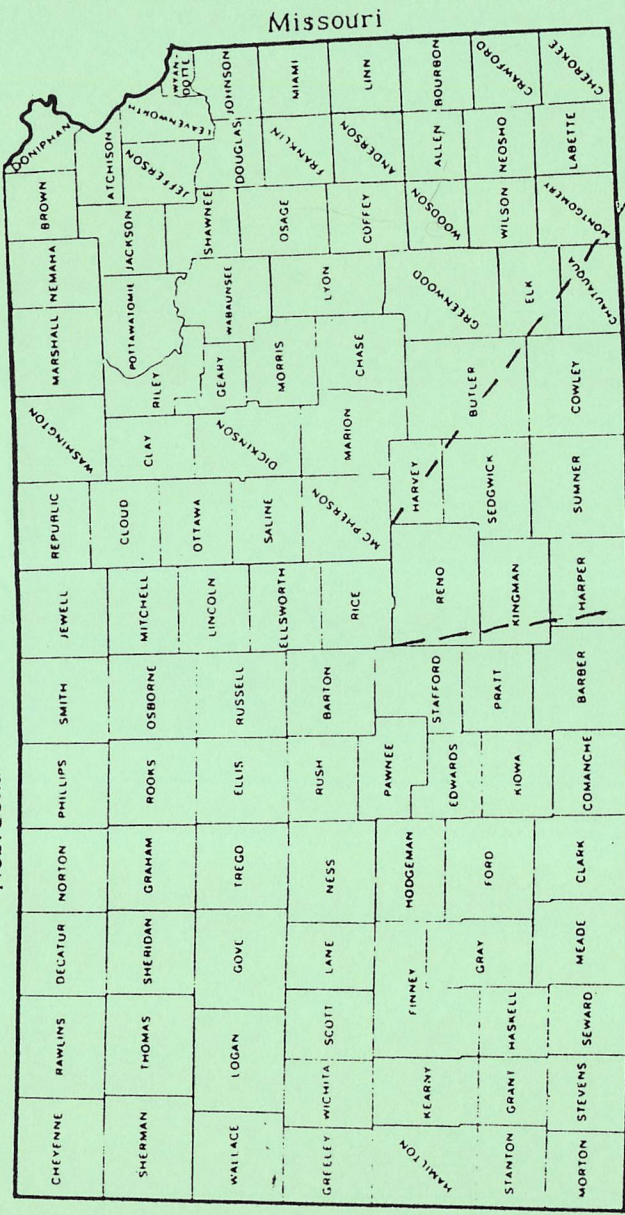 Missouri
CHEYENNE
RAWLINS
DECATUR
NORTON
PHILLIPS
SMITH
JEWELL
REPUBLIC
WASHINGTON
MARSHALL
NEMAHA
BROWN
DONIPHAN
SHERMAN
THOMAS
SHERIDAN
GRAHAM
ROOKS
OSBORNE
MITCHELL
CLOUD
CLAY
RILEY
POTTAWATOMIE
JACKSON
ATCHISON
JEFFERSON
LEAVENWORTH
WYAN-
DOTTE
WALLACE
LOGAN
GOVE
TREGO
ELLIS
RUSSELL
LINCOLN
OTTAWA
DICKINSON
GEARY
WABAUNSEE
SHAWNEE
DOUGLAS
JOHNSON
GREELEY
WICHITA
SCOTT
LANE
NESS
RUSH
BARTON
ELLSWORTH
SALINE
MORRIS
LYON
OSAGE
FRANKLIN
MIAMI
RICE
MC PHERSON
MARION
CHASE
COFFEY
ANDERSON
LINN
HAMILTON
KEARNY
FINNEY
HODGEMAN
PAWNEE
STAFFORD
RENO
HARVEY
BUTLER
GREENWOOD
WOODSON
ALLEN
BOURBON
GRAY
FORD
EDWARDS
PRATT
KINGMAN
SEDGWICK
ELK
WILSON
NEOSHO
CRAWFORD
STANTON
GRANT
HASKELL
KIOWA
MORTON
STEVENS
SEWARD
MEADE
CLARK
COMANCHE
BARBER
HARPER
SUMNER
COWLEY
CHAUTAUQUA
MONTGOMERY
LABETTE
CHEROKEE